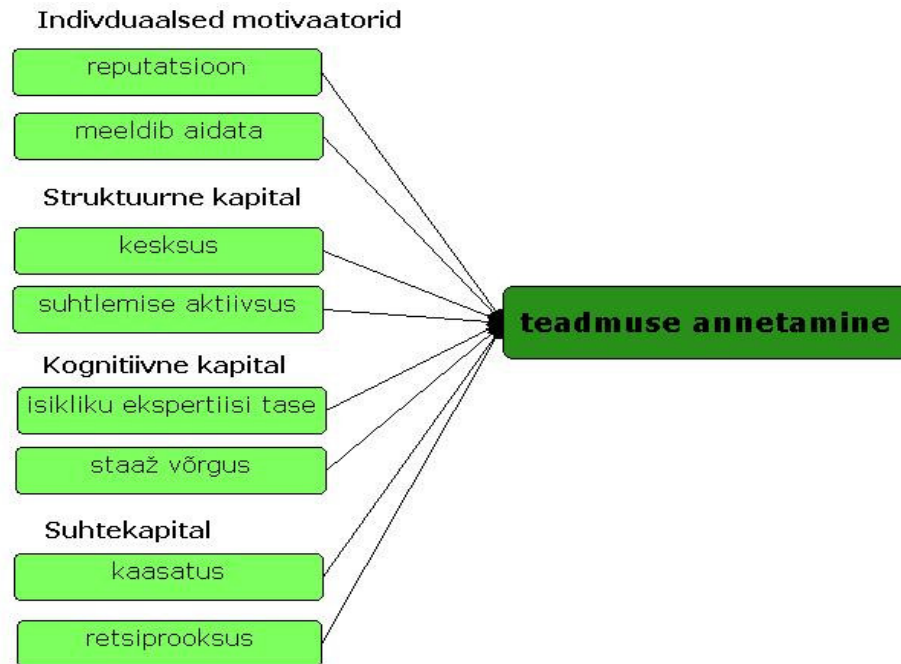 Indivduaalsed motivaatorid
reputatsioon
meeldib aidata
Struktuurne kapital
kesksus
suhtlemise aktiivsus
Kognitiivne kapital
isikliku ekspertiisi tase
staaž võrgus
Suhtekapital
kaasatus
retsiprooksus
teadmuse annetamine